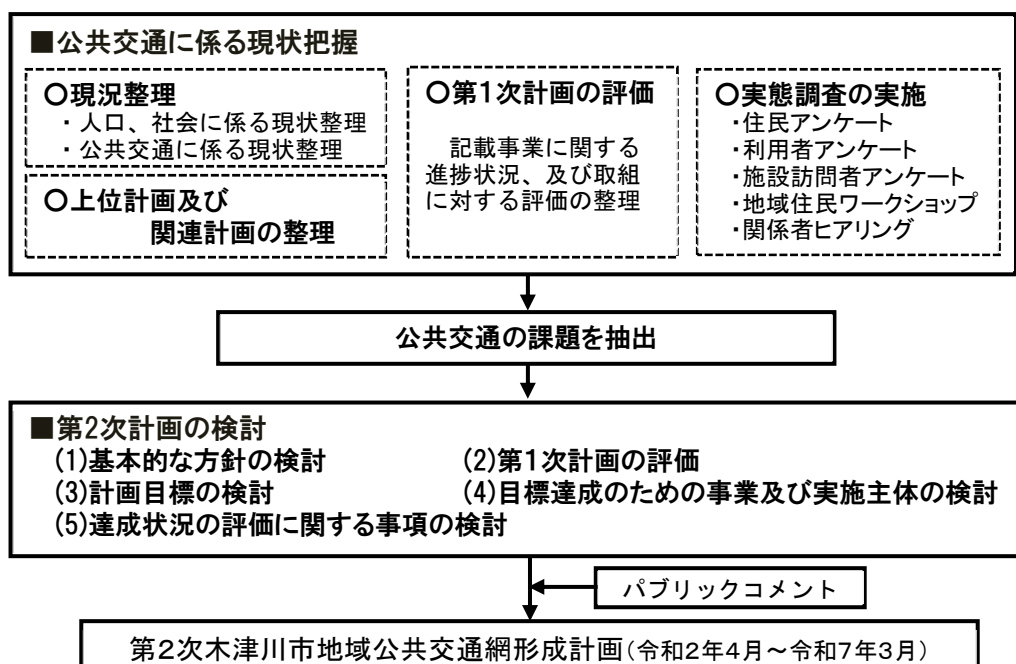 ■公共交通に係る現状把握
〇現況整理
・人口、社会に係る現状整理
・公共交通に係る現状整理
〇上位計画及び
関連計画の整理
〇第1次計画の評価
記載事業に関する
進捗状況、及び取組
に対する評価の整理
〇実態調査の実施
・住民アンケート
・利用者アンケート
・施設訪問者アンケート
・地域住民ワークショップ
・関係者ヒアリング
公共交通の課題を抽出
■第2次計画の検討
(1)基本的な方針の検討
(2)第1次計画の評価
(3)計画目標の検討
(4)目標達成のための事業及び実施主体の検討
(5)達成状況の評価に関する事項の検討
パブリックコメント
第2次木津川市地域公共交通網形成計画(令和2年4月～令和7年3月)